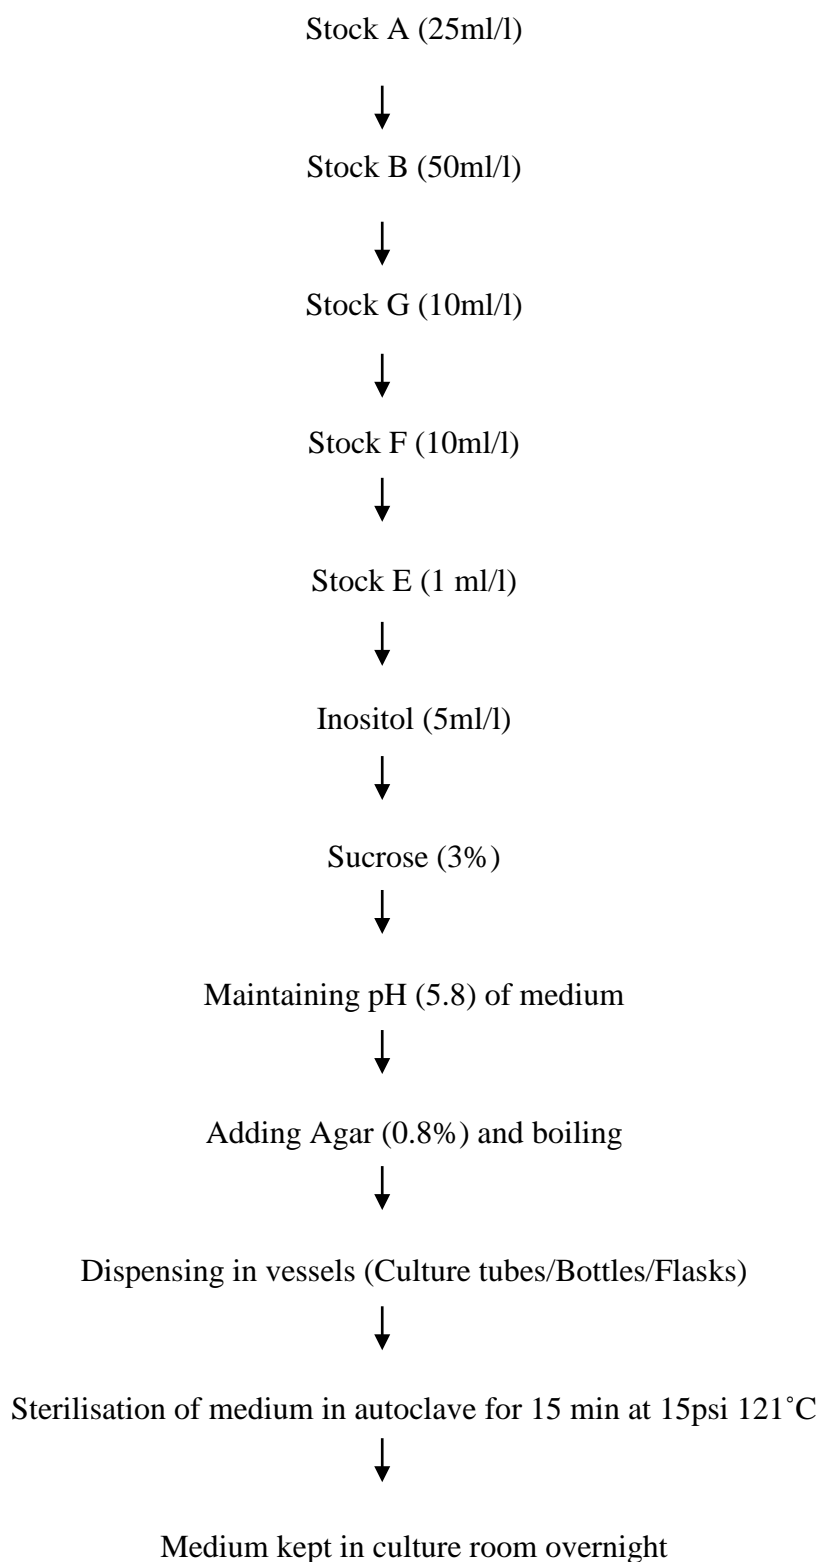 Stock A (25ml/l)
Stock B (50ml/l)
Stock G (10ml/l)
Stock F (10ml/l)
Stock E (1 ml/l)
Inositol (5ml/l)
Sucrose (3%)
Maintaining pH (5.8) of medium
Adding Agar (0.8%) and boiling
Dispensing in vessels (Culture tubes/Bottles/Flasks)
Sterilisation of medium in autoclave for 15 min at 15psi 121˚C
Medium kept in culture room overnight